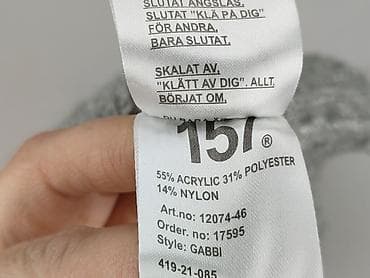 SLUTAT ÄNGSLAS.
SLUTAT "KLÄ PÅ DIG"
FÖR ANDRA.
BARA SLUTAT.
SKALAT AV.
"KLÄTT AV DIG". ALLT.
BÖRJAT OM.
157®
55% ACRYLIC 31% POLYESTER
14% NYLON
Art.no: 12074-46
Order. no: 17595
Style: GABBI
419-21-085